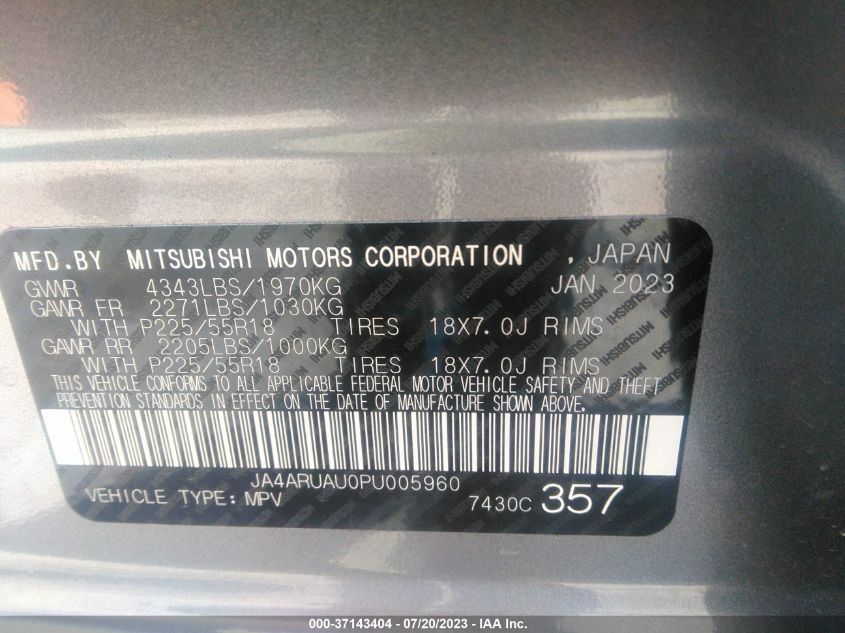 MFD.BY MITSUBISHI MOTORS CORPORATION , JAPAN
GVWR 4343LBS/1970KG JAN 2023
GAWR FR 2271LBS/1030KG
WITH P225/55R18 TIRES 18X7.0J RIMS
GAWR RR 2205LBS/1000KG
WITH P225/55R18 TIRES 18X7.0J RIMS
THIS VEHICLE CONFORMS TO ALL APPLICABLE FEDERAL MOTOR VEHICLE SAFETY AND THEFT
PREVENTION STANDARDS IN EFFECT ON THE DATE OF MANUFACTURE SHOWN ABOVE.
JA4ARUAU0PU005960
VEHICLE TYPE: MPV 7430C 357
000-37143404 - 07/20/2023 - IAA Inc.